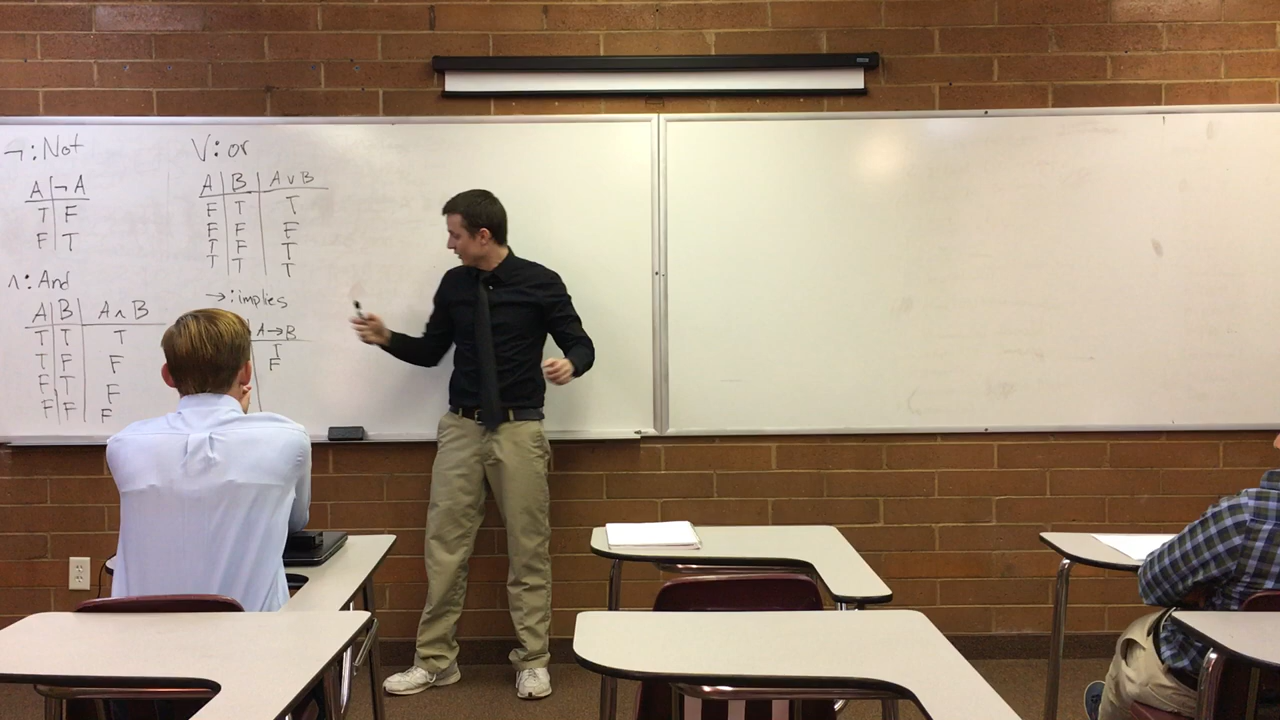 ¬: Not
A ¬A
T F
F T
∧: And
A B A∧B
T T T
T F F
F T F
F F F
∨: or
A B A∨B
F T T
F F F
T F T
T T T
→: implies
A→B
T
F